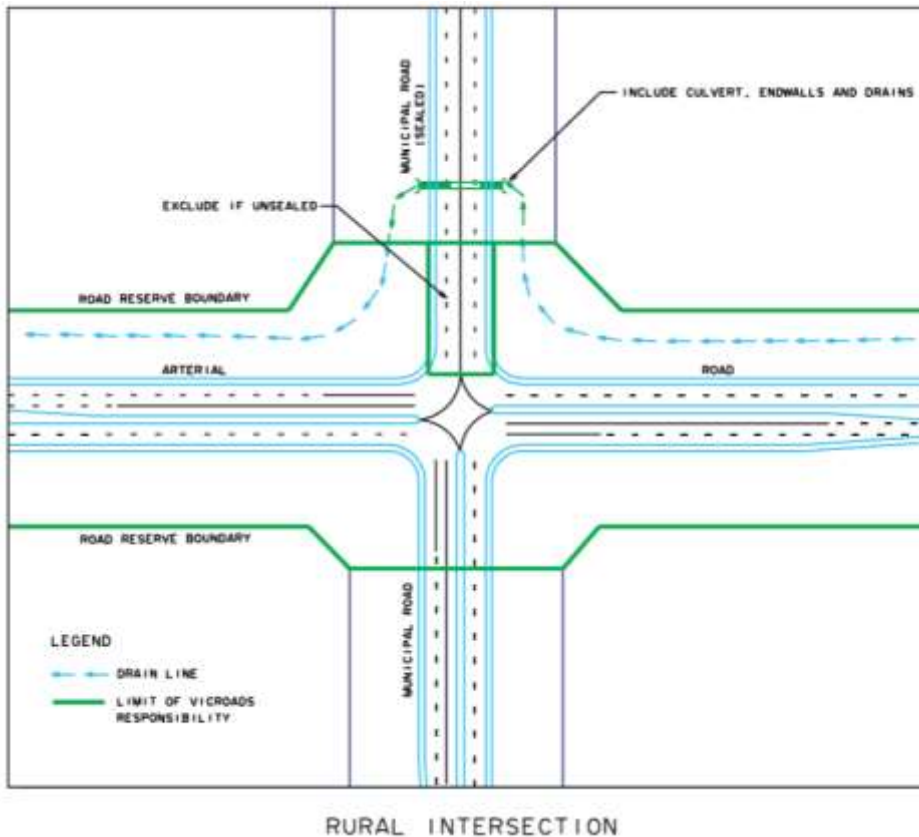 MUNICIPAL ROAD
(SEALED)
INCLUDE CULVERT, ENDWALLS AND DRAINS
EXCLUDE IF UNSEALED
ROAD RESERVE BOUNDARY
ARTERIAL
ROAD
ROAD RESERVE BOUNDARY
MUNICIPAL ROAD
LEGEND
DRAIN LINE
LIMIT OF VICROADS
RESPONSIBILITY
RURAL INTERSECTION